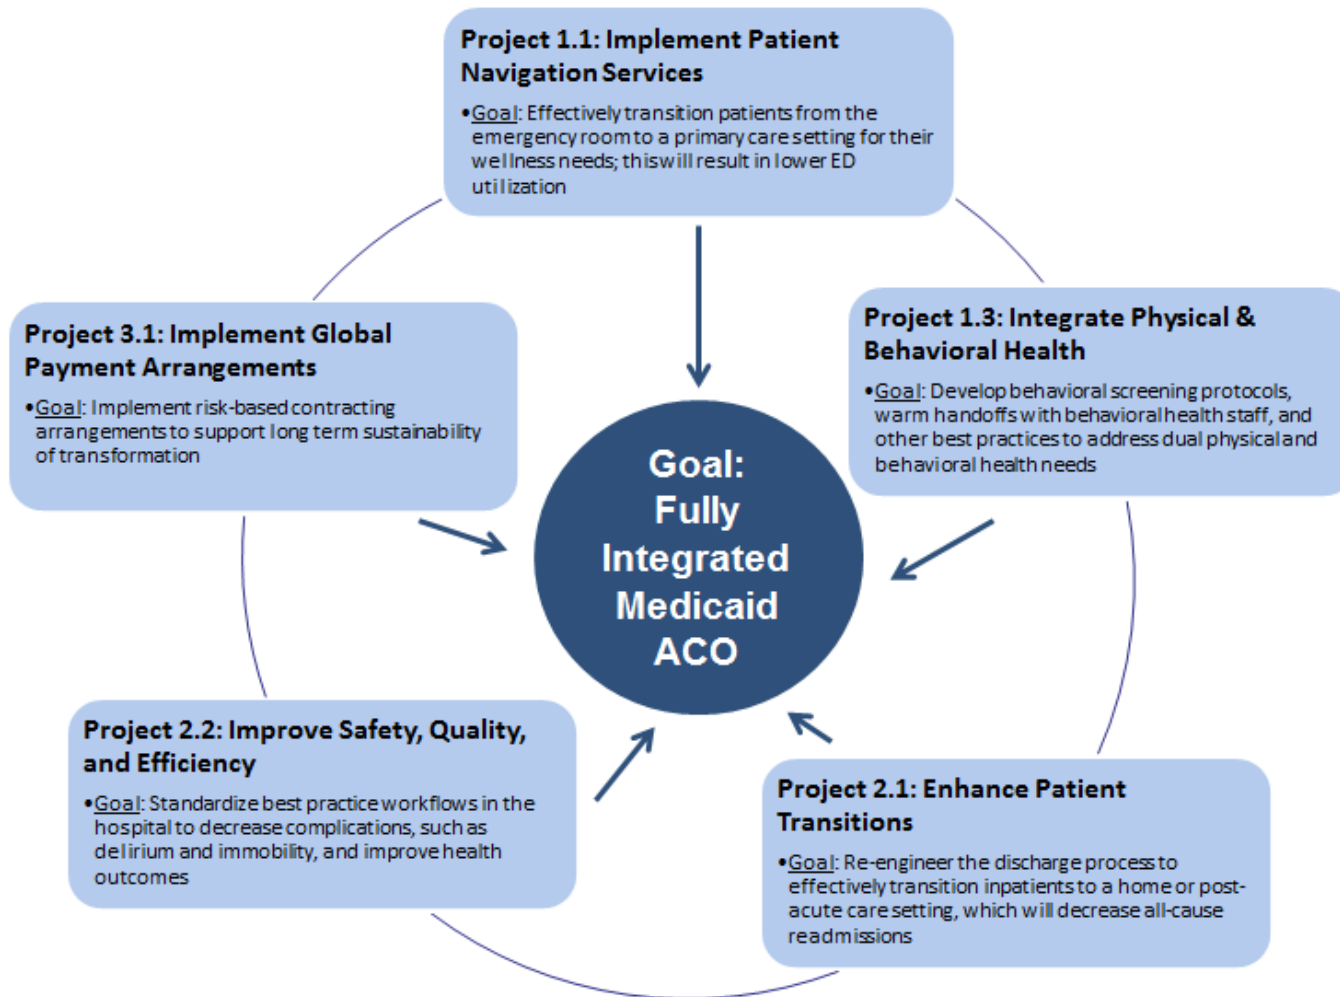 Project 1.1: Implement Patient
Navigation Services
•Goal: Effectively transition patients from the
emergency room to a primary care setting for their
wellness needs; this will result in lower ED
utilization
Project 3.1: Implement Global
Payment Arrangements
•Goal: Implement risk-based contracting
arrangements to support long term sustainability
of transformation
Project 1.3: Integrate Physical &
Behavioral Health
•Goal: Develop behavioral screening protocols,
warm handoffs with behavioral health staff, and
other best practices to address dual physical and
behavioral health needs
Goal:
Fully
Integrated
Medicaid
ACO
Project 2.2: Improve Safety, Quality,
and Efficiency
•Goal: Standardize best practice workflows in the
hospital to decrease complications, such as
delirium and immobility, and improve health
outcomes
Project 2.1: Enhance Patient
Transitions
•Goal: Re-engineer the discharge process to
effectively transition inpatients to a home or post-
acute care setting, which will decrease all-cause
readmissions